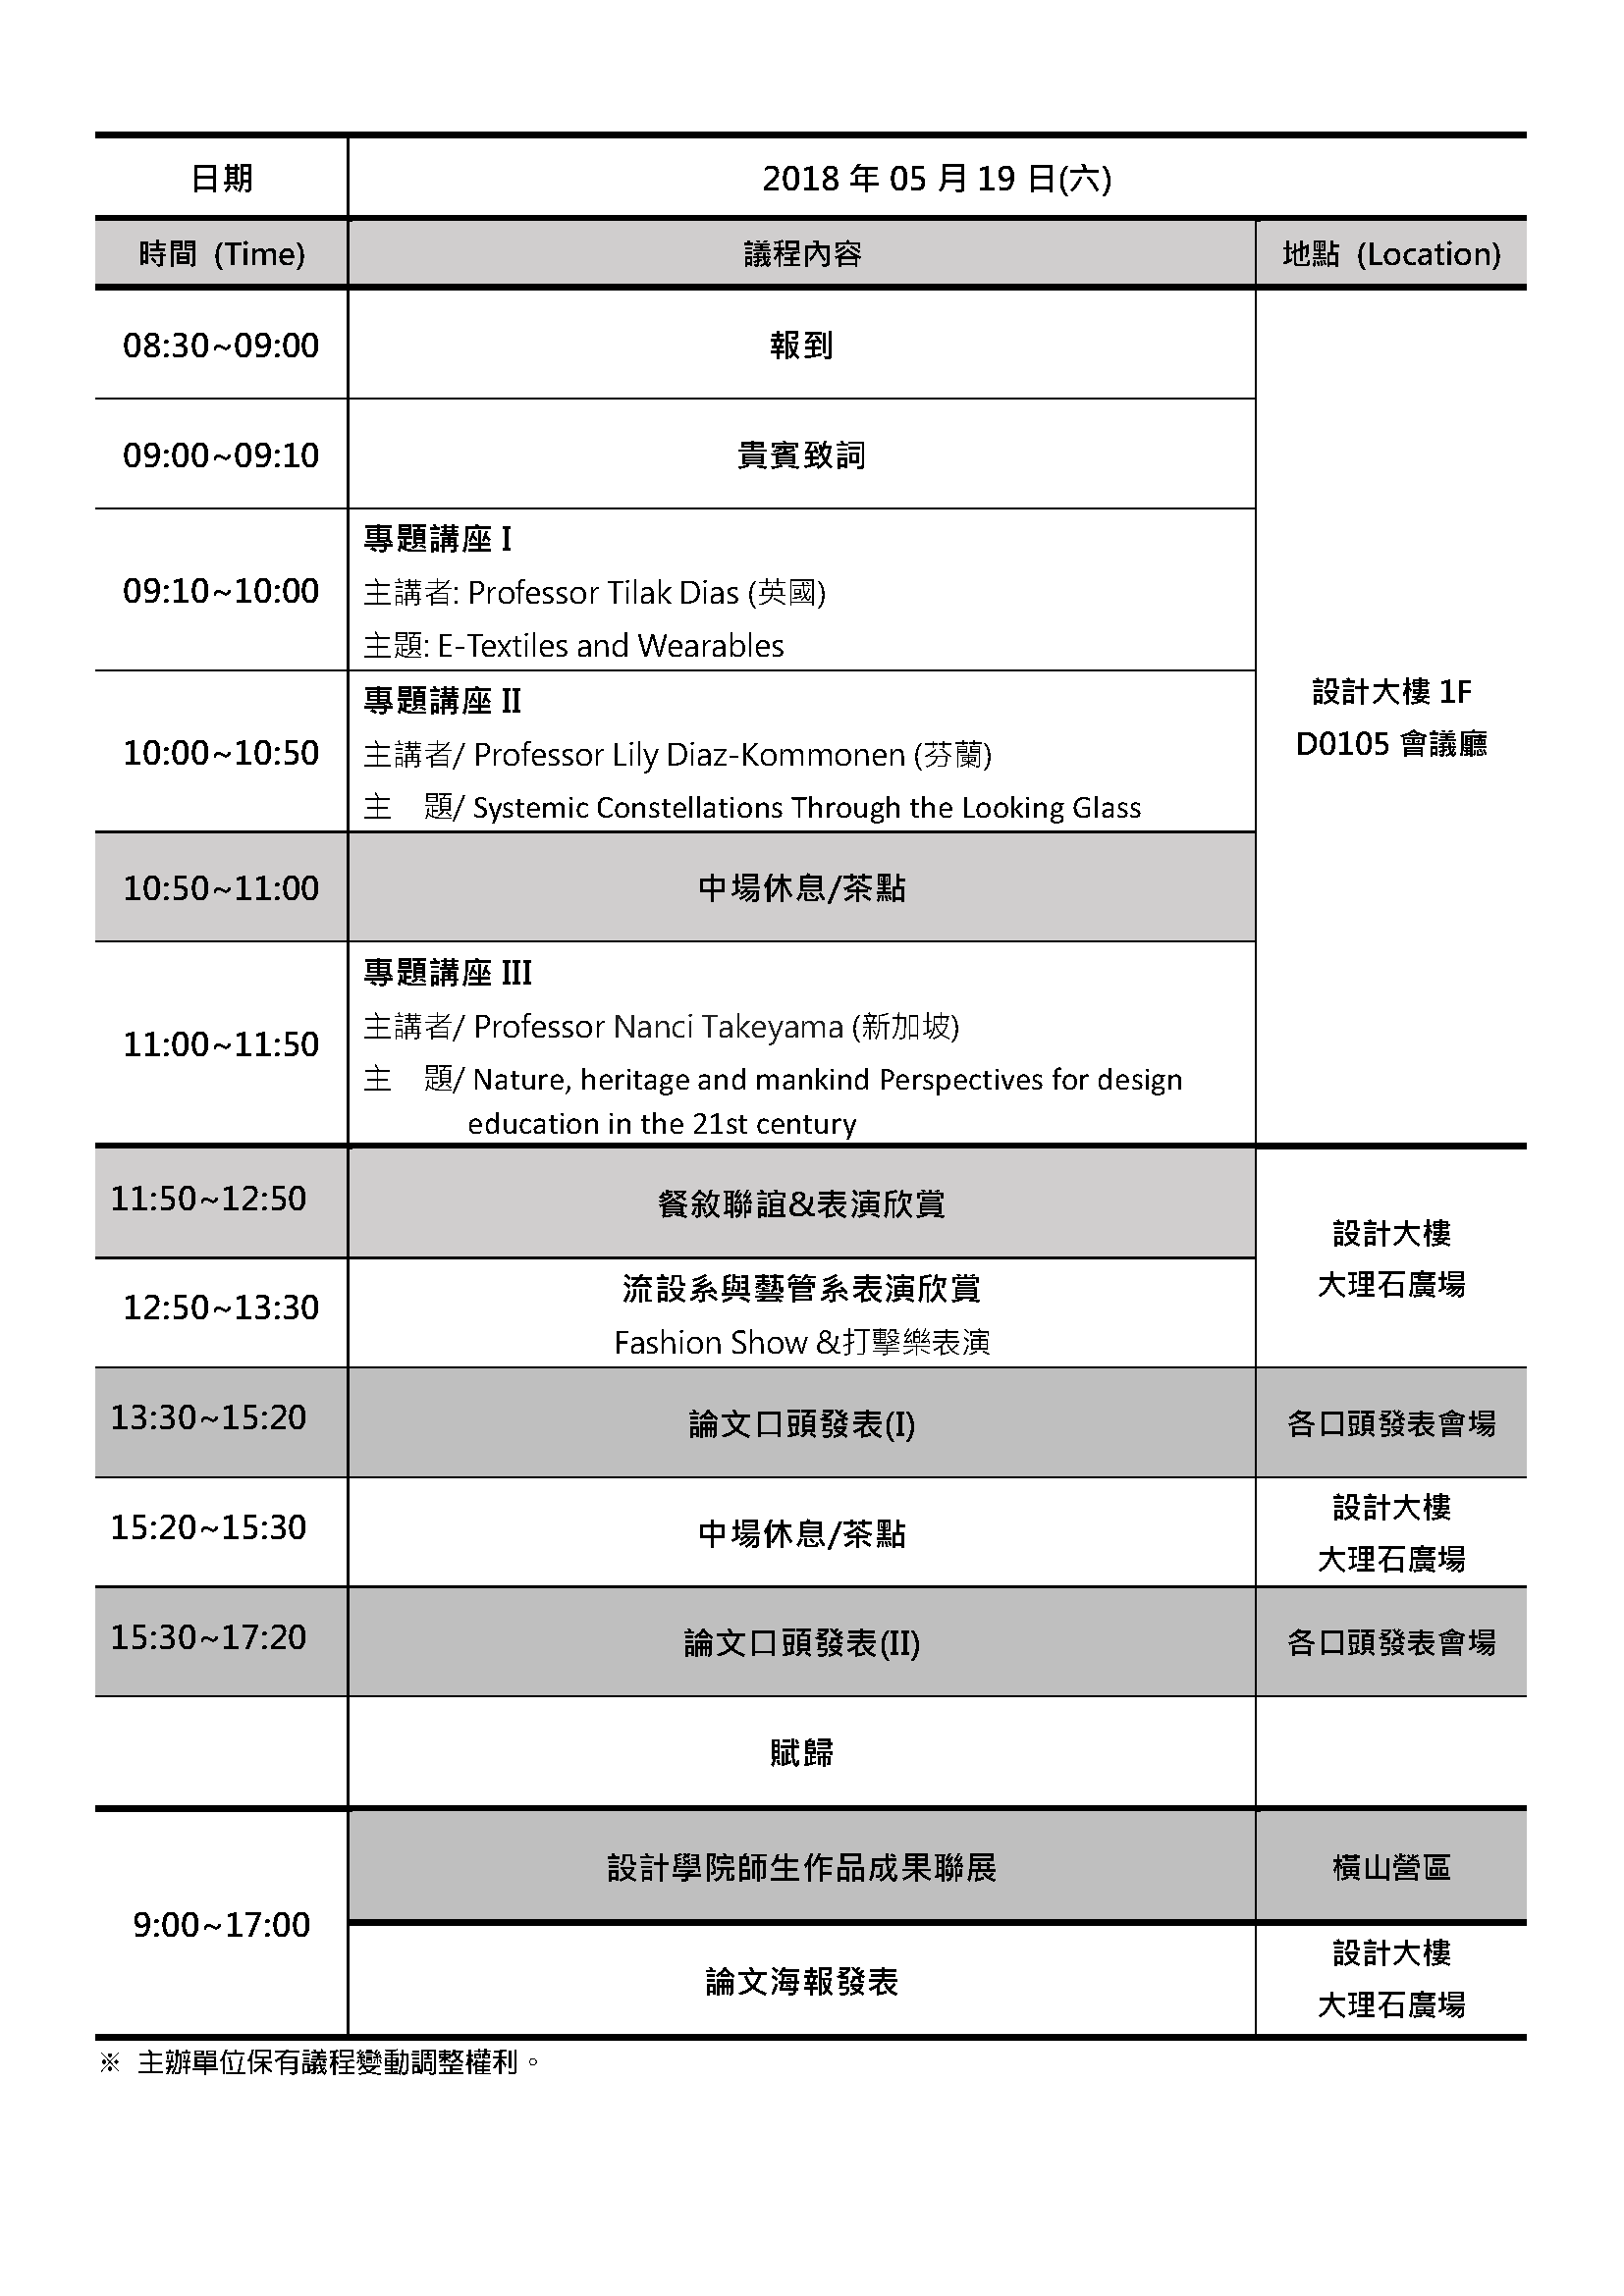 日期
2018 年 05 月 19 日(六)
時間 (Time)
議程內容
地點 (Location)
08:30~09:00
報到
09:00~09:10
貴賓致詞
09:10~10:00
專題講座 I
主講者: Professor Tilak Dias (英國)
主題: E-Textiles and Wearables
10:00~10:50
專題講座 II
主講者/ Professor Lily Diaz-Kommonen (芬蘭)
主　題/ Systemic Constellations Through the Looking Glass
設計大樓 1F
D0105 會議廳
10:50~11:00
中場休息/茶點
11:00~11:50
專題講座 III
主講者/ Professor Nanci Takeyama (新加坡)
主　題/ Nature, heritage and mankind Perspectives for design
education in the 21st century
11:50~12:50
餐敘聯誼&表演欣賞
設計大樓
大理石廣場
12:50~13:30
流設系與藝管系表演欣賞
Fashion Show &打擊樂表演
13:30~15:20
論文口頭發表(I)
各口頭發表會場
15:20~15:30
中場休息/茶點
設計大樓
大理石廣場
15:30~17:20
論文口頭發表(II)
各口頭發表會場
賦歸
9:00~17:00
設計學院師生作品成果聯展
橫山營區
論文海報發表
設計大樓
大理石廣場
※ 主辦單位保有議程變動調整權利。